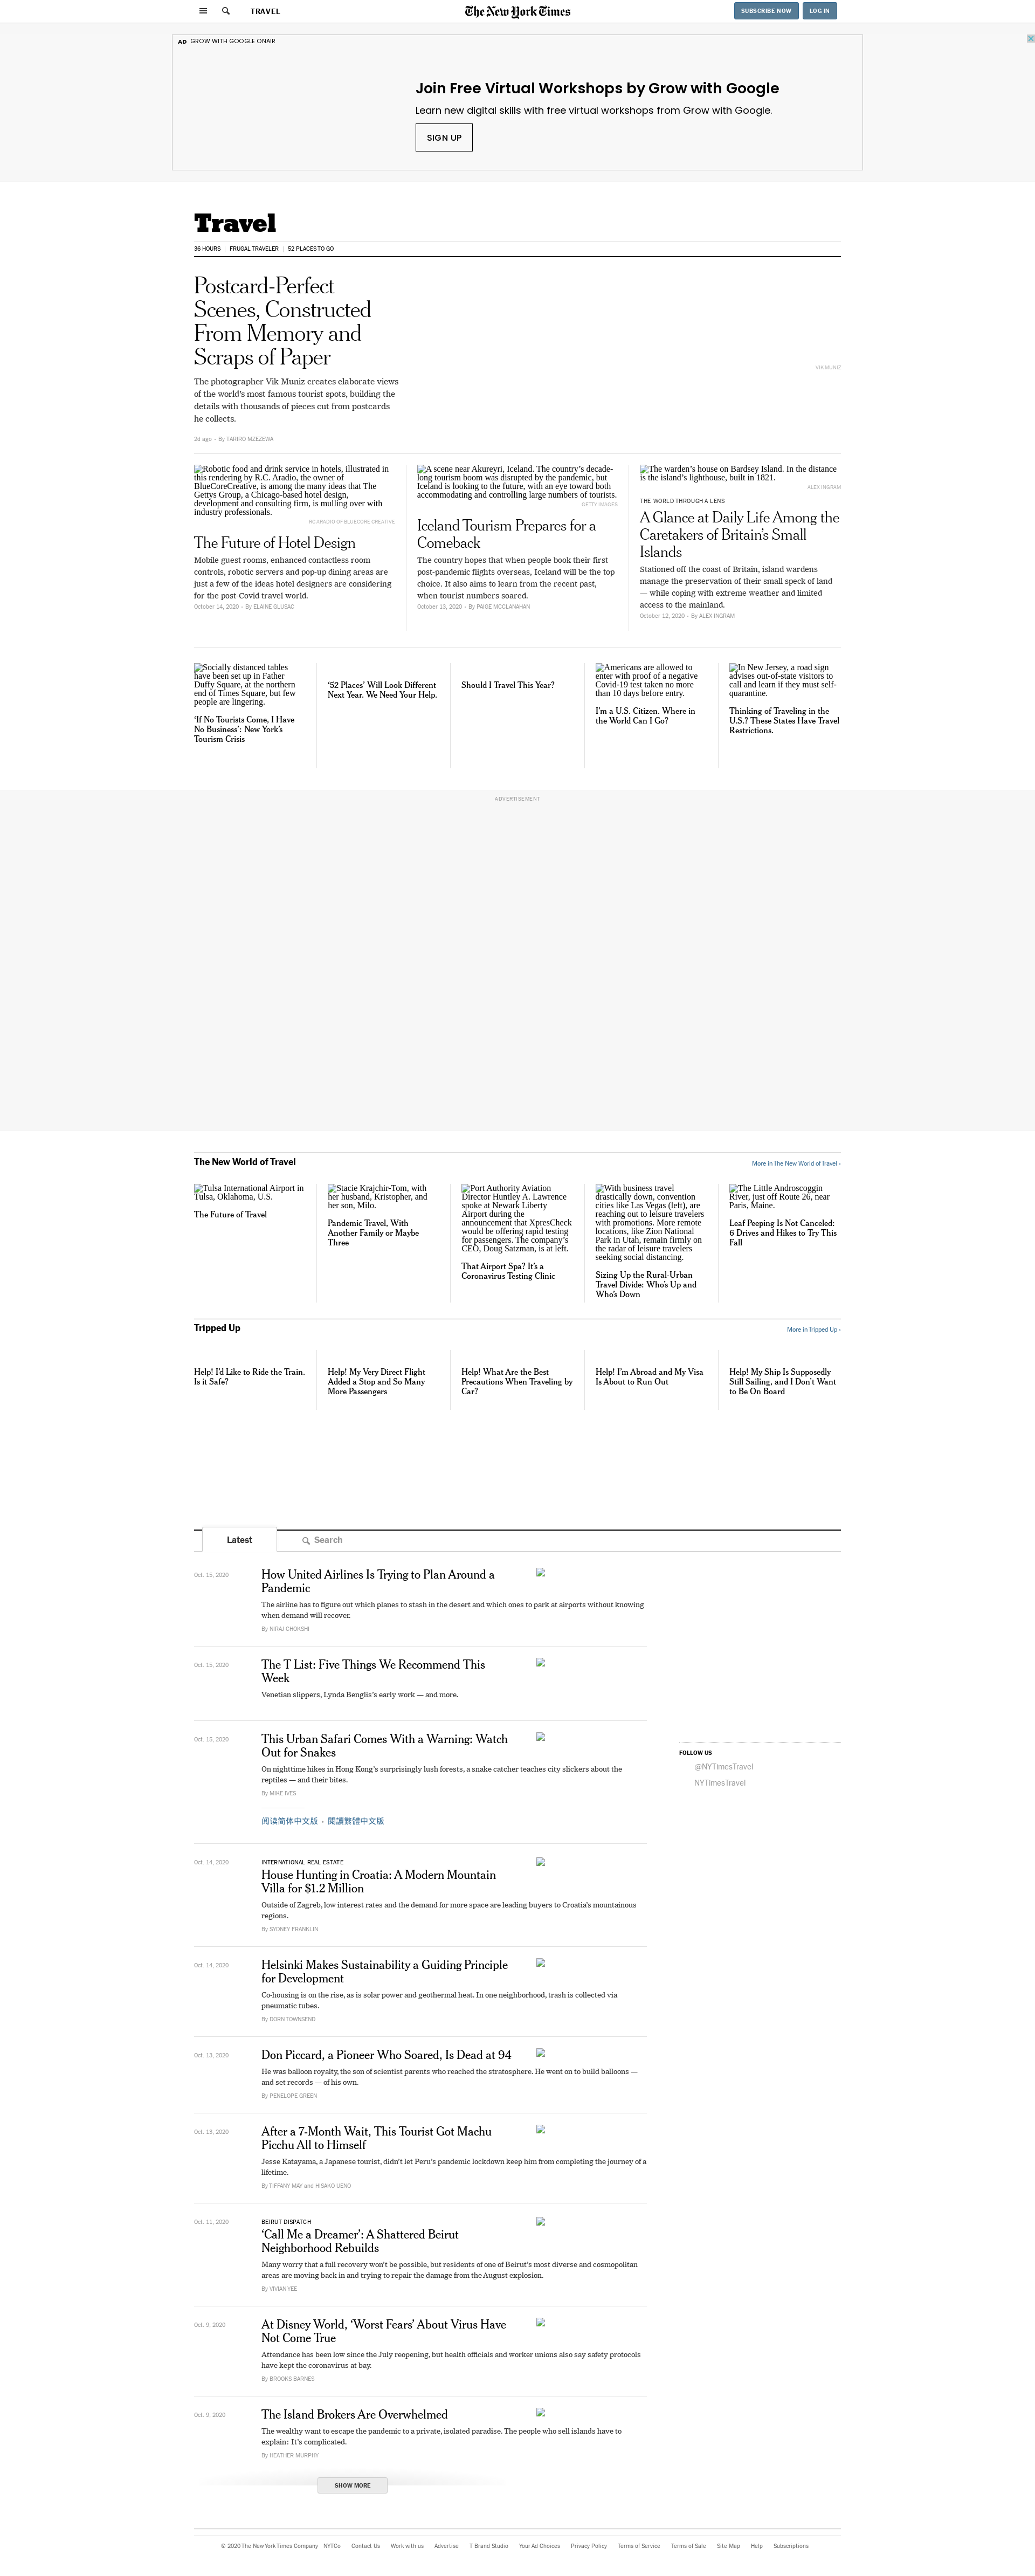 TRAVEL
The New York Times
SUBSCRIBE NOW
LOG IN
AD GROW WITH GOOGLE ONAIR
Join Free Virtual Workshops by Grow with Google
Learn new digital skills with free virtual workshops from Grow with Google.
SIGN UP
Travel
36 HOURS
FRUGAL TRAVELER
52 PLACES TO GO
Postcard-Perfect
Scenes, Constructed
From Memory and
Scraps of Paper
The photographer Vik Muniz creates elaborate views
of the world’s most famous tourist spots, building the
details with thousands of pieces cut from postcards
he collects.
2d ago - By TARIRO MZEZEWA
VIK MUNIZ
Robotic food and drink service in hotels, illustrated in
this rendering by R.C. Aradio, the owner of
BlueCoreCreative, is among the many ideas that The
Gettys Group, a Chicago-based hotel design,
development and consulting firm, is mulling over with
industry professionals.
RC ARADIO OF BLUECORE CREATIVE
The Future of Hotel Design
Mobile guest rooms, enhanced contactless room
controls, robotic servers and pop-up dining areas are
just a few of the ideas hotel designers are considering
for the post-Covid travel world.
October 14, 2020 - By ELAINE GLUSAC
A scene near Akureyri, Iceland. The country’s decade-
long tourism boom was disrupted by the pandemic, but
Iceland is looking to the future, with an eye toward both
accommodating and controlling large numbers of tourists.
GETTY IMAGES
Iceland Tourism Prepares for a
Comeback
The country hopes that when people book their first
post-pandemic flights overseas, Iceland will be the top
choice. It also aims to learn from the recent past,
when tourist numbers soared.
October 13, 2020 - By PAIGE MCCLANAHAN
The warden’s house on Bardsey Island. In the distance
is the island’s lighthouse, built in 1821.
ALEX INGRAM
THE WORLD THROUGH A LENS
A Glance at Daily Life Among the
Caretakers of Britain’s Small
Islands
Stationed off the coast of Britain, island wardens
manage the preservation of their small speck of land
— while coping with extreme weather and limited
access to the mainland.
October 12, 2020 - By ALEX INGRAM
Socially distanced tables
have been set up in Father
Duffy Square, at the northern
end of Times Square, but few
people are lingering.
‘If No Tourists Come, I Have
No Business’: New York’s
Tourism Crisis
‘52 Places’ Will Look Different
Next Year. We Need Your Help.
Should I Travel This Year?
Americans are allowed to
enter with proof of a negative
Covid-19 test taken no more
than 10 days before entry.
I’m a U.S. Citizen. Where in
the World Can I Go?
In New Jersey, a road sign
advises out-of-state visitors to
call and learn if they must self-
quarantine.
Thinking of Traveling in the
U.S.? These States Have Travel
Restrictions.
ADVERTISEMENT
The New World of Travel
More in The New World of Travel ›
Tulsa International Airport in
Tulsa, Oklahoma, U.S.
The Future of Travel
Stacie Krajchir-Tom, with
her husband, Kristopher, and
her son, Milo.
Pandemic Travel, With
Another Family or Maybe
Three
Port Authority Aviation
Director Huntley A. Lawrence
spoke at Newark Liberty
Airport during the
announcement that XpresCheck
would be offering rapid testing
for passengers. The company’s
CEO, Doug Satzman, is at left.
That Airport Spa? It’s a
Coronavirus Testing Clinic
With business travel
drastically down, convention
cities like Las Vegas (left), are
reaching out to leisure travelers
with promotions. More remote
locations, like Zion National
Park in Utah, remain firmly on
the radar of leisure travelers
seeking social distancing.
Sizing Up the Rural-Urban
Travel Divide: Who’s Up and
Who’s Down
The Little Androscoggin
River, just off Route 26, near
Paris, Maine.
Leaf Peeping Is Not Canceled:
6 Drives and Hikes to Try This
Fall
Tripped Up
More in Tripped Up ›
Help! I’d Like to Ride the Train.
Is it Safe?
Help! My Very Direct Flight
Added a Stop and So Many
More Passengers
Help! What Are the Best
Precautions When Traveling by
Car?
Help! I’m Abroad and My Visa
Is About to Run Out
Help! My Ship Is Supposedly
Still Sailing, and I Don’t Want
to Be On Board
Latest
Search
Oct. 15, 2020
How United Airlines Is Trying to Plan Around a
Pandemic
The airline has to figure out which planes to stash in the desert and which ones to park at airports without knowing
when demand will recover.
By NIRAJ CHOKSHI
Oct. 15, 2020
The T List: Five Things We Recommend This
Week
Venetian slippers, Lynda Benglis’s early work — and more.
Oct. 15, 2020
This Urban Safari Comes With a Warning: Watch
Out for Snakes
On nighttime hikes in Hong Kong’s surprisingly lush forests, a snake catcher teaches city slickers about the
reptiles — and their bites.
By MIKE IVES
阅读简体中文版 • 閱讀繁體中文版
FOLLOW US
@NYTimesTravel
NYTimesTravel
Oct. 14, 2020
INTERNATIONAL REAL ESTATE
House Hunting in Croatia: A Modern Mountain
Villa for $1.2 Million
Outside of Zagreb, low interest rates and the demand for more space are leading buyers to Croatia’s mountainous
regions.
By SYDNEY FRANKLIN
Oct. 14, 2020
Helsinki Makes Sustainability a Guiding Principle
for Development
Co-housing is on the rise, as is solar power and geothermal heat. In one neighborhood, trash is collected via
pneumatic tubes.
By DORN TOWNSEND
Oct. 13, 2020
Don Piccard, a Pioneer Who Soared, Is Dead at 94
He was balloon royalty, the son of scientist parents who reached the stratosphere. He went on to build balloons —
and set records — of his own.
By PENELOPE GREEN
Oct. 13, 2020
After a 7-Month Wait, This Tourist Got Machu
Picchu All to Himself
Jesse Katayama, a Japanese tourist, didn’t let Peru’s pandemic lockdown keep him from completing the journey of a
lifetime.
By TIFFANY MAY and HISAKO UENO
Oct. 11, 2020
BEIRUT DISPATCH
‘Call Me a Dreamer’: A Shattered Beirut
Neighborhood Rebuilds
Many worry that a full recovery won’t be possible, but residents of one of Beirut’s most diverse and cosmopolitan
areas are moving back in and trying to repair the damage from the August explosion.
By VIVIAN YEE
Oct. 9, 2020
At Disney World, ‘Worst Fears’ About Virus Have
Not Come True
Attendance has been low since the July reopening, but health officials and worker unions also say safety protocols
have kept the coronavirus at bay.
By BROOKS BARNES
Oct. 9, 2020
The Island Brokers Are Overwhelmed
The wealthy want to escape the pandemic to a private, isolated paradise. The people who sell islands have to
explain: It’s complicated.
By HEATHER MURPHY
SHOW MORE
© 2020 The New York Times Company NYTCo Contact Us Work with us Advertise T Brand Studio Your Ad Choices Privacy Policy Terms of Service Terms of Sale Site Map Help Subscriptions